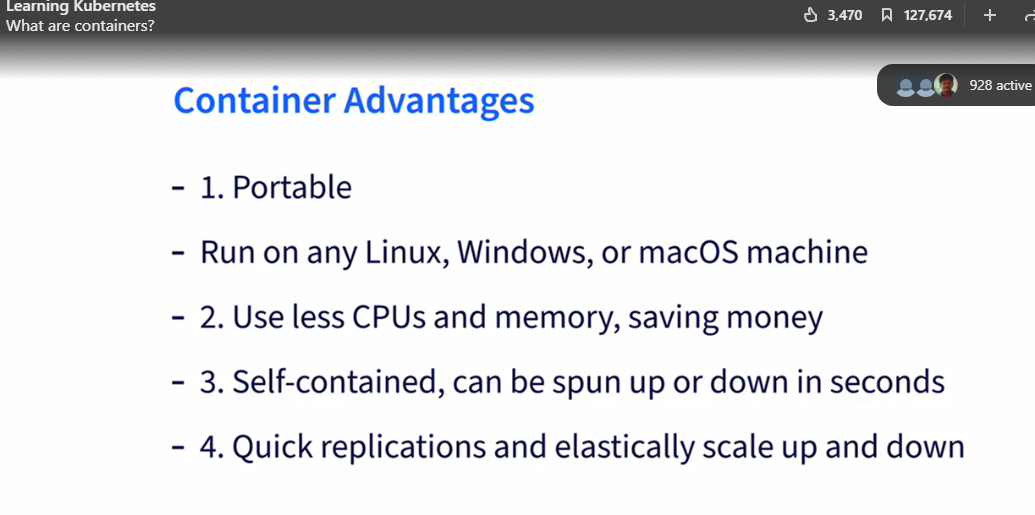 Learning Kubernetes
What are containers?
3,470
127,674
928 active
Container Advantages
- 1. Portable
- Run on any Linux, Windows, or macOS machine
- 2. Use less CPUs and memory, saving money
- 3. Self-contained, can be spun up or down in seconds
- 4. Quick replications and elastically scale up and down